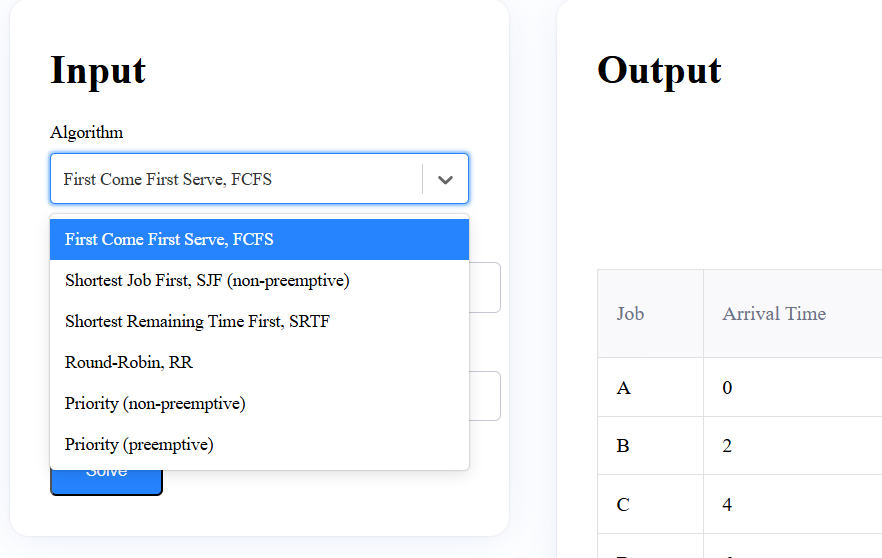 Input
Algorithm
First Come First Serve, FCFS
First Come First Serve, FCFS
Shortest Job First, SJF (non-preemptive)
Shortest Remaining Time First, SRTF
Round-Robin, RR
Priority (non-preemptive)
Priority (preemptive)
Solve
Output
Job Arrival Time
A 0
B 2
C 4